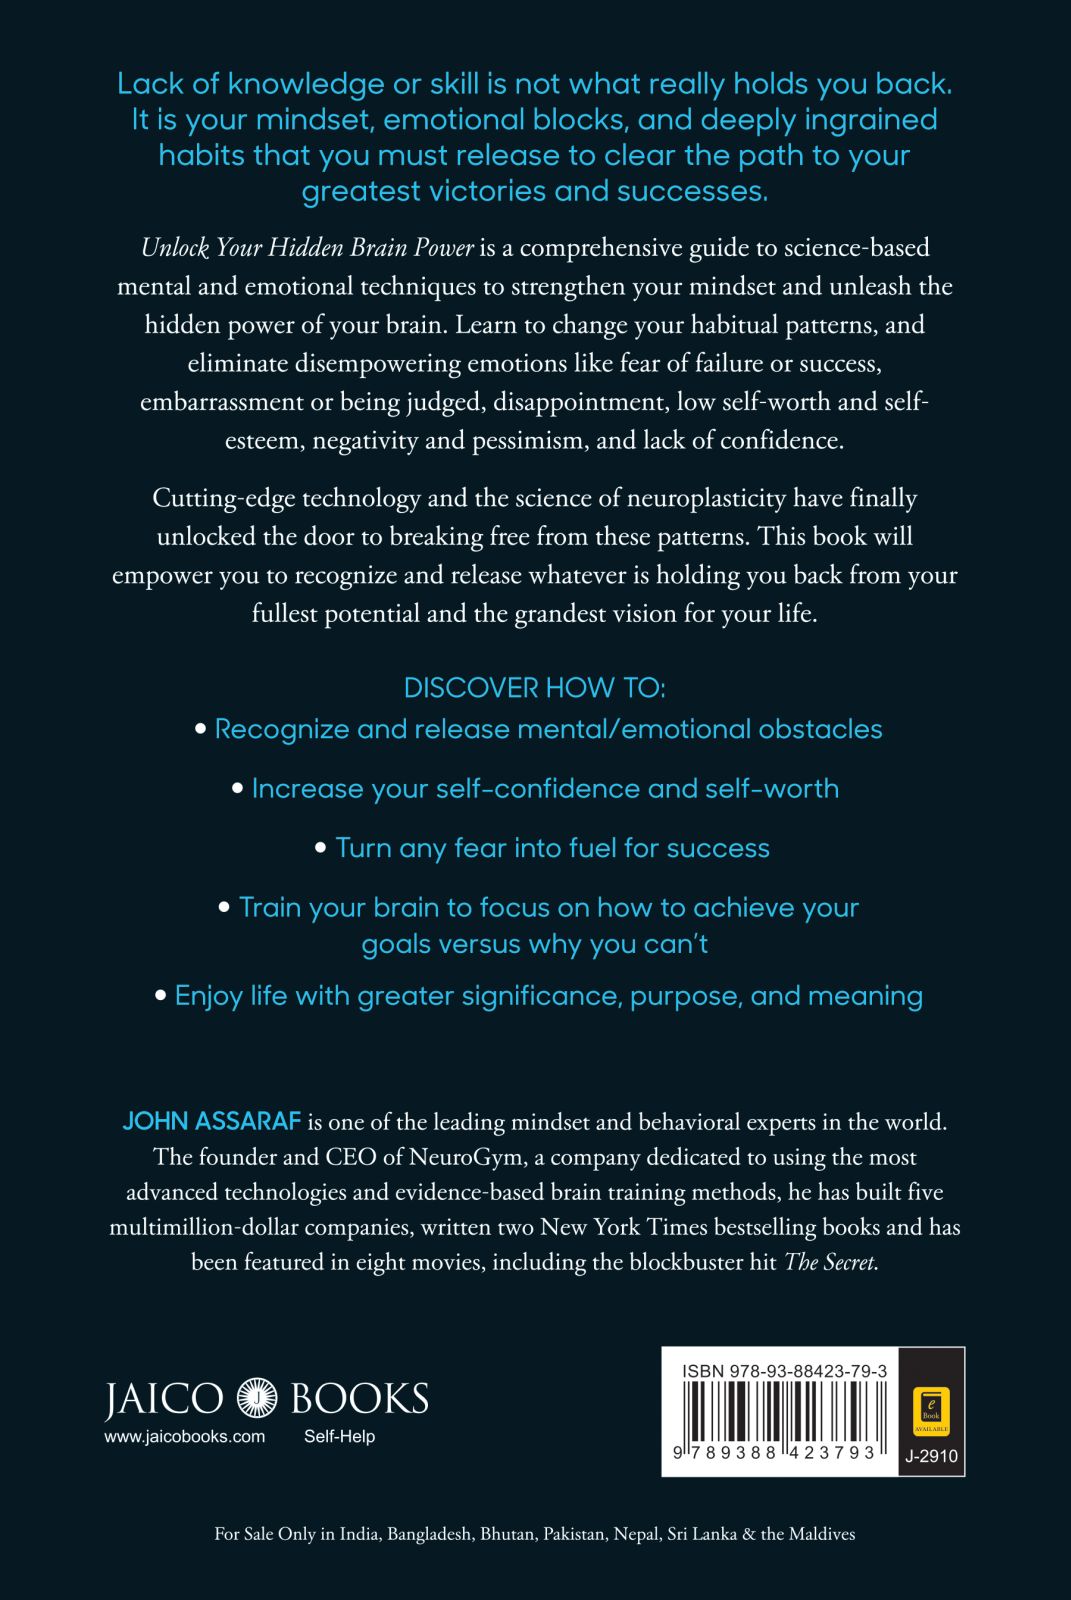 Lack of knowledge or skill is not what really holds you back.
It is your mindset, emotional blocks, and deeply ingrained
habits that you must release to clear the path to your
greatest victories and successes.
Unlock Your Hidden Brain Power is a comprehensive guide to science-based
mental and emotional techniques to strengthen your mindset and unleash the
hidden power of your brain. Learn to change your habitual patterns, and
eliminate disempowering emotions like fear of failure or success,
embarrassment or being judged, disappointment, low self-worth and self-
esteem, negativity and pessimism, and lack of confidence.
Cutting-edge technology and the science of neuroplasticity have finally
unlocked the door to breaking free from these patterns. This book will
empower you to recognize and release whatever is holding you back from your
fullest potential and the grandest vision for your life.
DISCOVER HOW TO:
• Recognize and release mental/emotional obstacles
• Increase your self-confidence and self-worth
• Turn any fear into fuel for success
• Train your brain to focus on how to achieve your
goals versus why you can't
• Enjoy life with greater significance, purpose, and meaning
JOHN ASSARAF is one of the leading mindset and behavioral experts in the world.
The founder and CEO of NeuroGym, a company dedicated to using the most
advanced technologies and evidence-based brain training methods, he has built five
multimillion-dollar companies, written two New York Times bestselling books and has
been featured in eight movies, including the blockbuster hit The Secret.
JAICO J BOOKS
www.jaicobooks.com Self-Help
ISBN 978-93-88423-79-3
9 789388 423793
e
Book
AVAILABLE
J-2910
For Sale Only in India, Bangladesh, Bhutan, Pakistan, Nepal, Sri Lanka & the Maldives